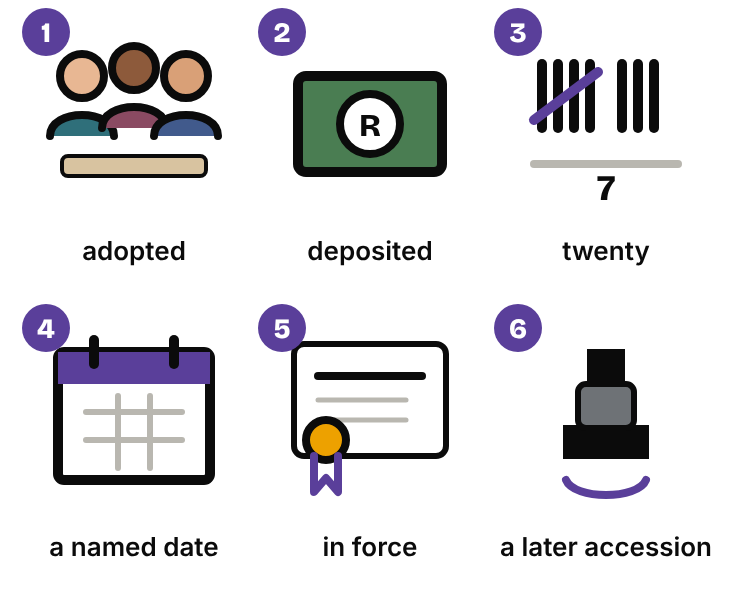 1
2
3
R
7
adopted
deposited
twenty
4
5
6
a named date
in force
a later accession